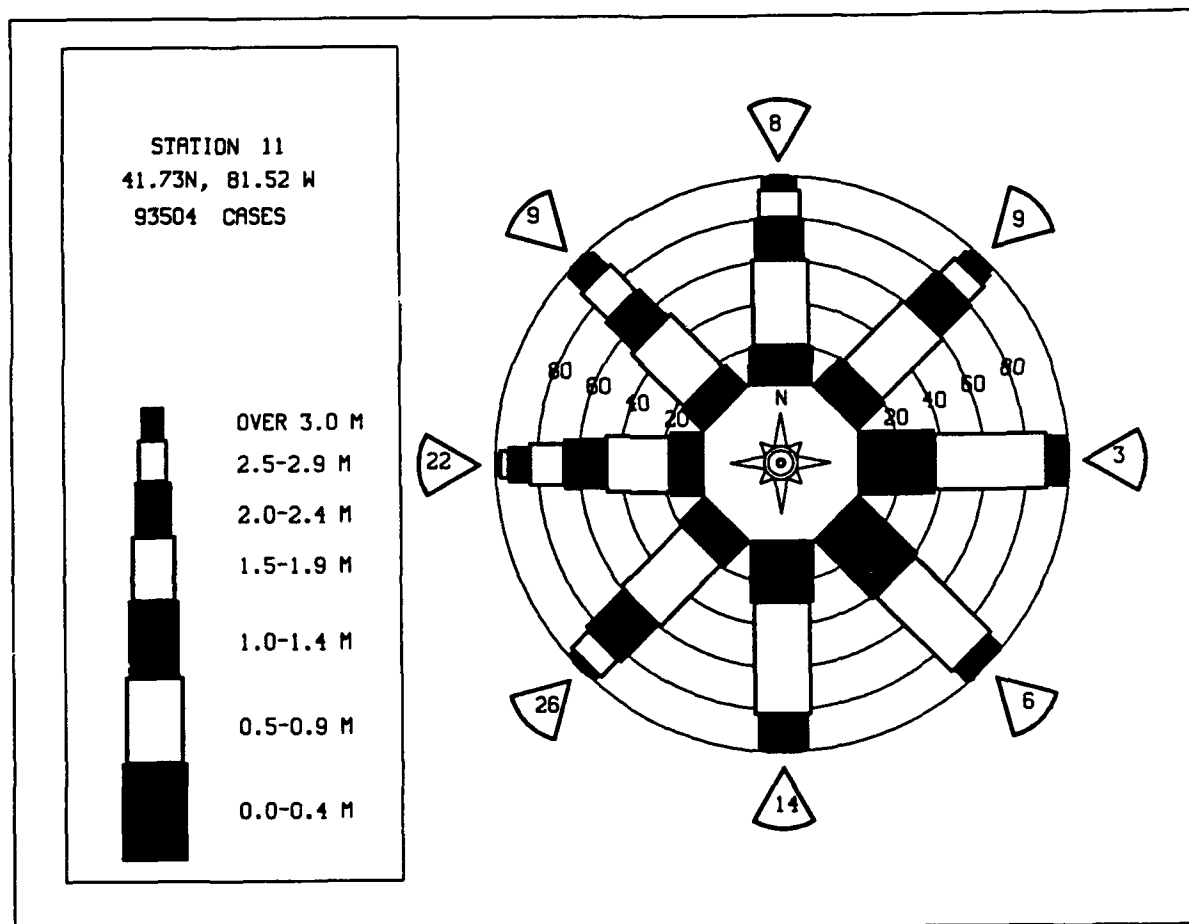 STATION 11
41.73N, 81.52 W
93504 CASES
OVER 3.0 M
2.5-2.9 M
2.0-2.4 M
1.5-1.9 M
1.0-1.4 M
0.5-0.9 M
0.0-0.4 M
8
9
9
80
60
40
20
N
20
40
60
80
22
3
26
6
14